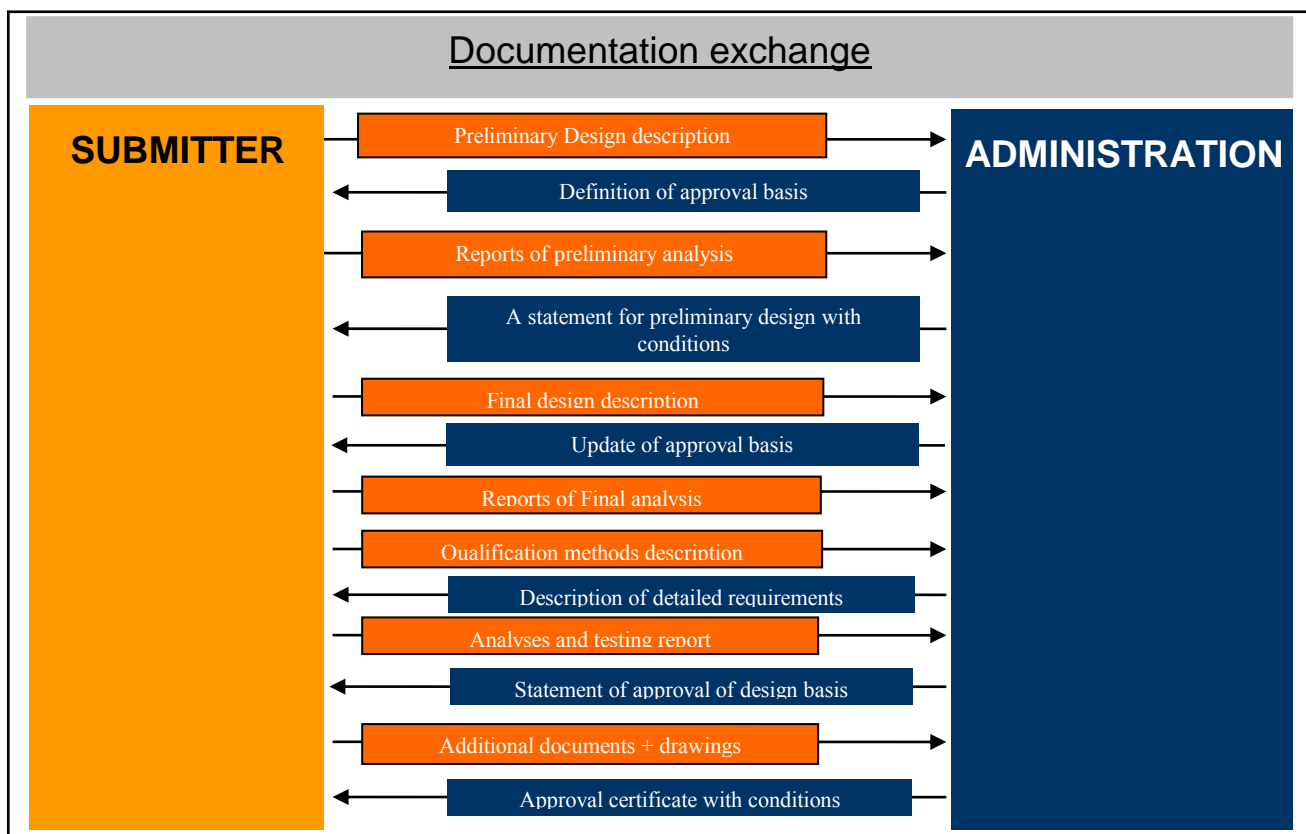 Documentation exchange
SUBMITTER
ADMINISTRATION
Preliminary Design description
Definition of approval basis
Reports of preliminary analysis
A statement for preliminary design with
conditions
Final design description
Update of approval basis
Reports of Final analysis
Qualification methods description
Description of detailed requirements
Analyses and testing report
Statement of approval of design basis
Additional documents + drawings
Approval certificate with conditions